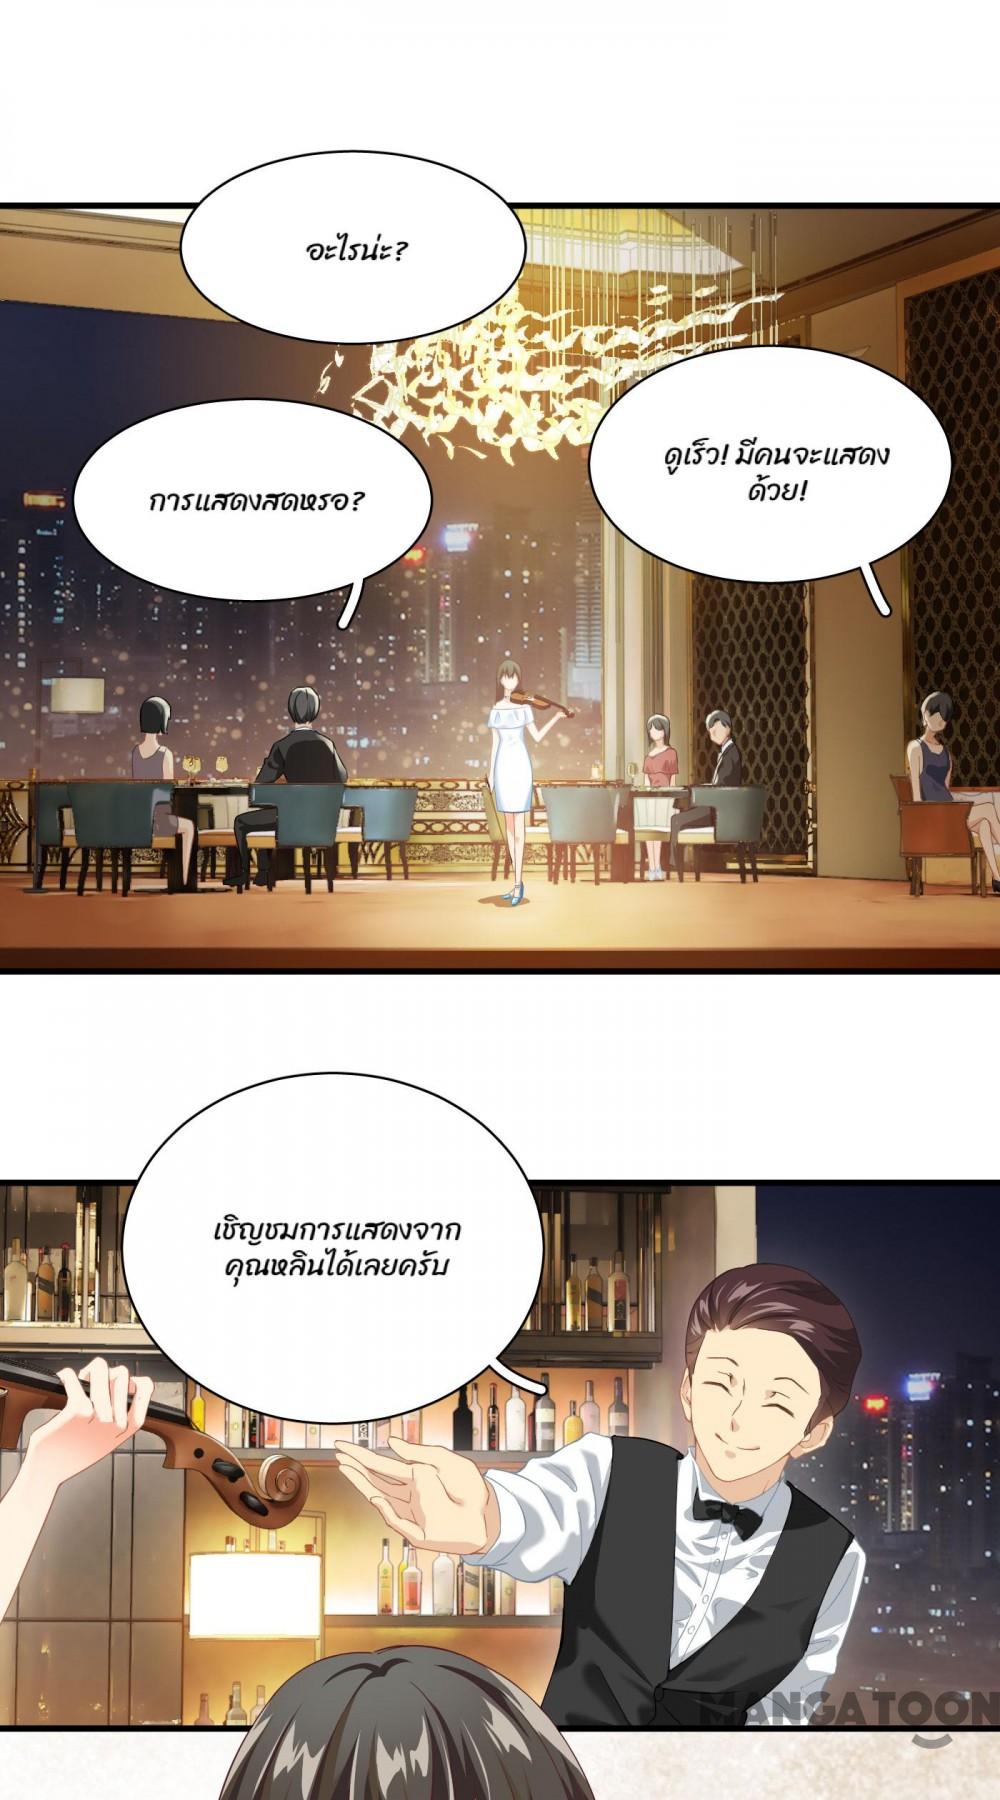 อะไรน่ะ?
การแสดงสดหรอ?
ดูเร็ว! มีคนจะแสดง
ด้วย!
เชิญชมการแสดงจาก
คุณหลินได้เลยครับ
MANGATOON